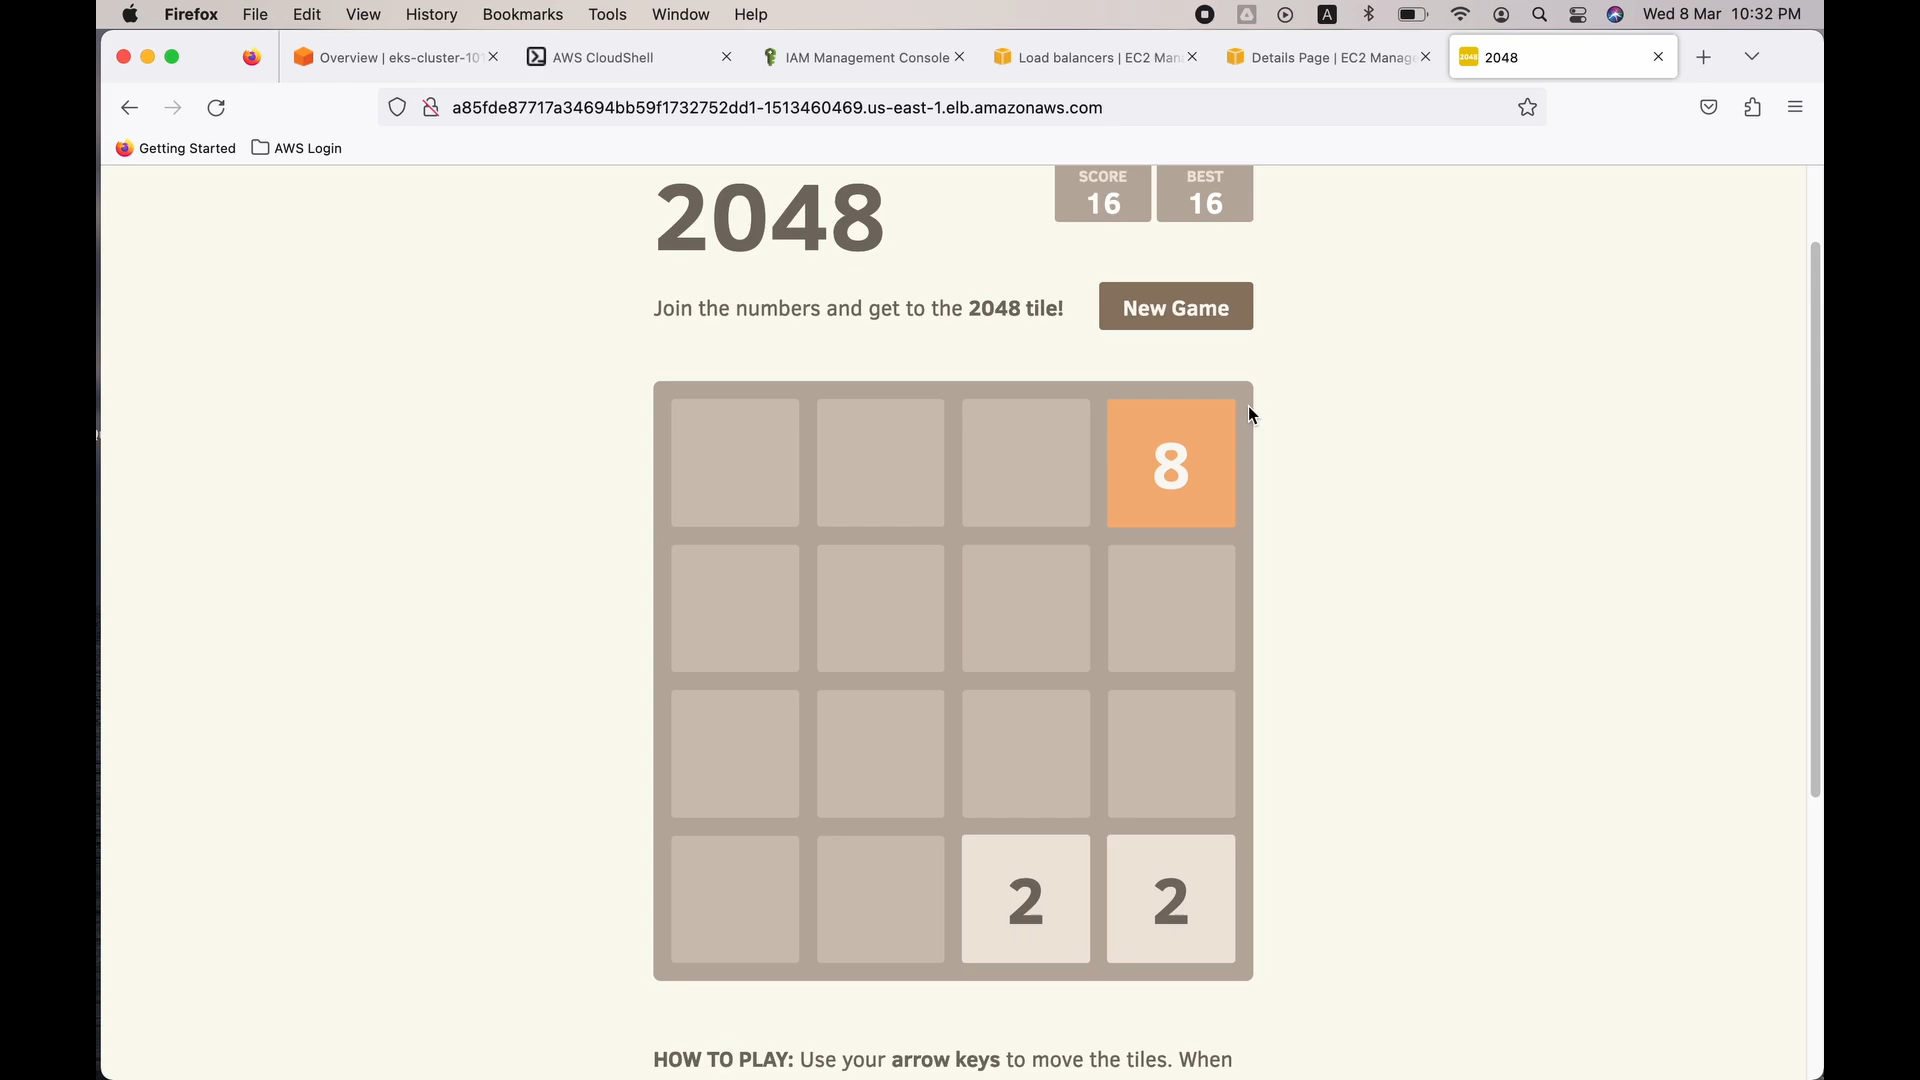 Firefox File Edit View History Bookmarks Tools Window Help A Wed 8 Mar 10:32 PM
Overview | eks-cluster-101 AWS CloudShell IAM Management Console Load balancers | EC2 Man Details Page | EC2 Manage 2048 2048
a85fde87717a34694bb59f1732752dd1-1513460469.us-east-1.elb.amazonaws.com
Getting Started AWS Login
2048
SCORE
16
BEST
16
Join the numbers and get to the 2048 tile!
New Game
8
2 2
HOW TO PLAY: Use your arrow keys to move the tiles. When